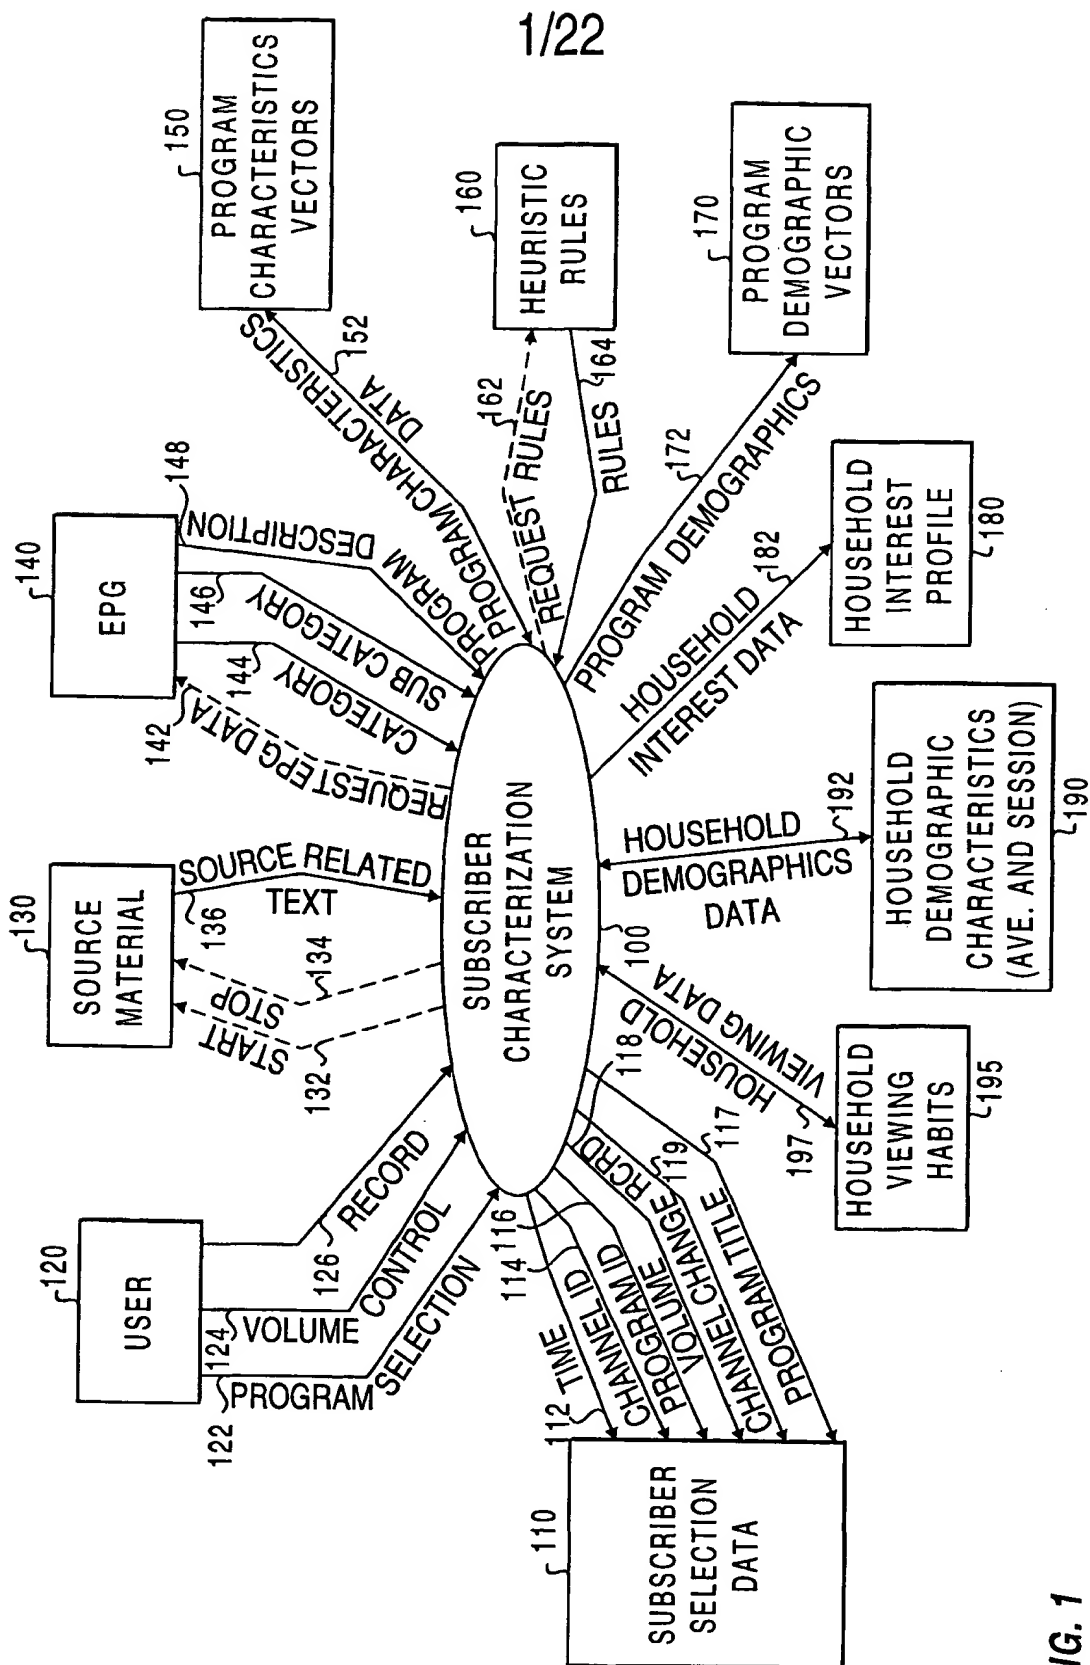 1/22
120
USER
122
PROGRAM
SELECTION
124
VOLUME
CONTROL
126
RECORD
130
SOURCE
MATERIAL
132
START
134
STOP
136
SOURCE RELATED
TEXT
140
EPG
142
REQUEST EPG DATA
144
CATEGORY
146
SUB CATEGORY
148
PROGRAM DESCRIPTION
150
PROGRAM
CHARACTERISTICS
VECTORS
152
PROGRAM CHARACTERISTICS
DATA
160
HEURISTIC
RULES
162
REQUEST RULES
164
RULES
170
PROGRAM
DEMOGRAPHIC
VECTORS
172
PROGRAM DEMOGRAPHICS
SUBSCRIBER
CHARACTERIZATION
SYSTEM
100
110
SUBSCRIBER
SELECTION
DATA
112
TIME
114
CHANNEL ID
116
PROGRAM ID
PROGRAM
VOLUME
118
CHANGE RCRD
119
CHANNEL CHANGE
117
PROGRAM TITLE
HOUSEHOLD
VIEWING DATA
197
HOUSEHOLD
VIEWING
HABITS
195
HOUSEHOLD
DEMOGRAPHICS
DATA
192
HOUSEHOLD
DEMOGRAPHIC
CHARACTERISTICS
(AVE. AND SESSION)
190
HOUSEHOLD
INTEREST DATA
182
HOUSEHOLD
INTEREST
PROFILE
180
IG. 1